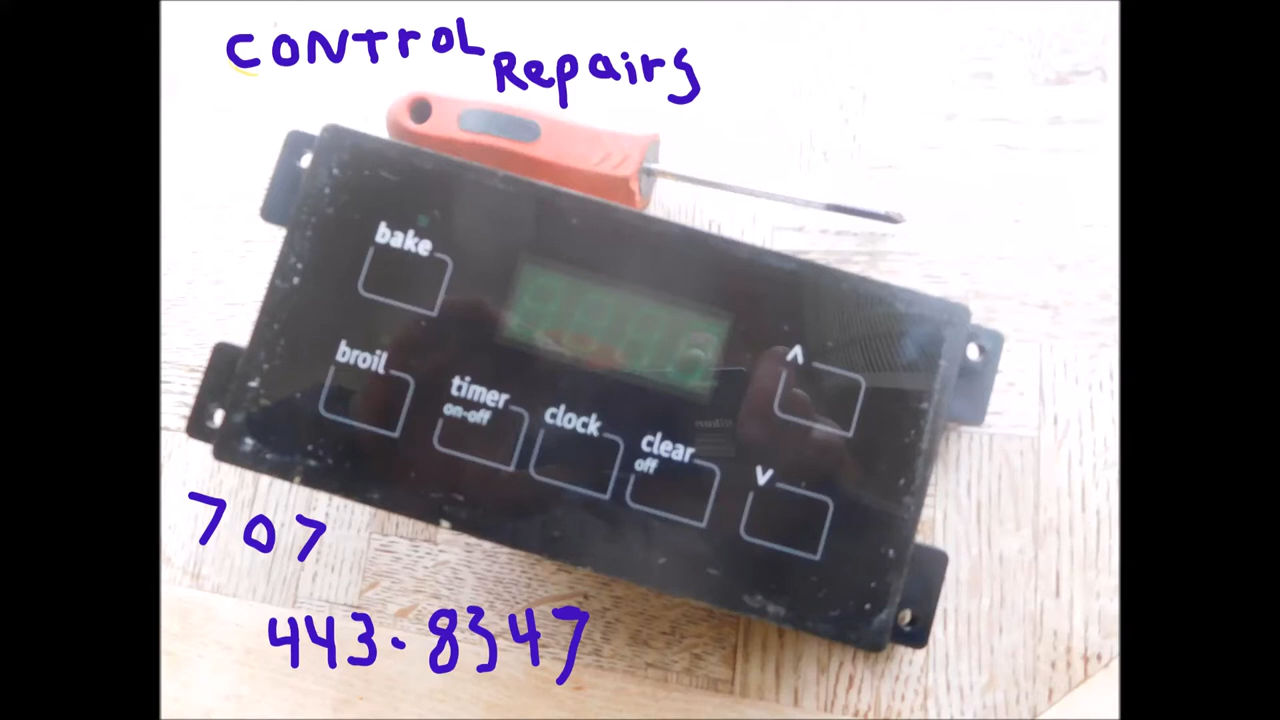 CONTrOL Repairs
bake
broil
timer
on-off
clock
clear
off
^
v
707
443-8347